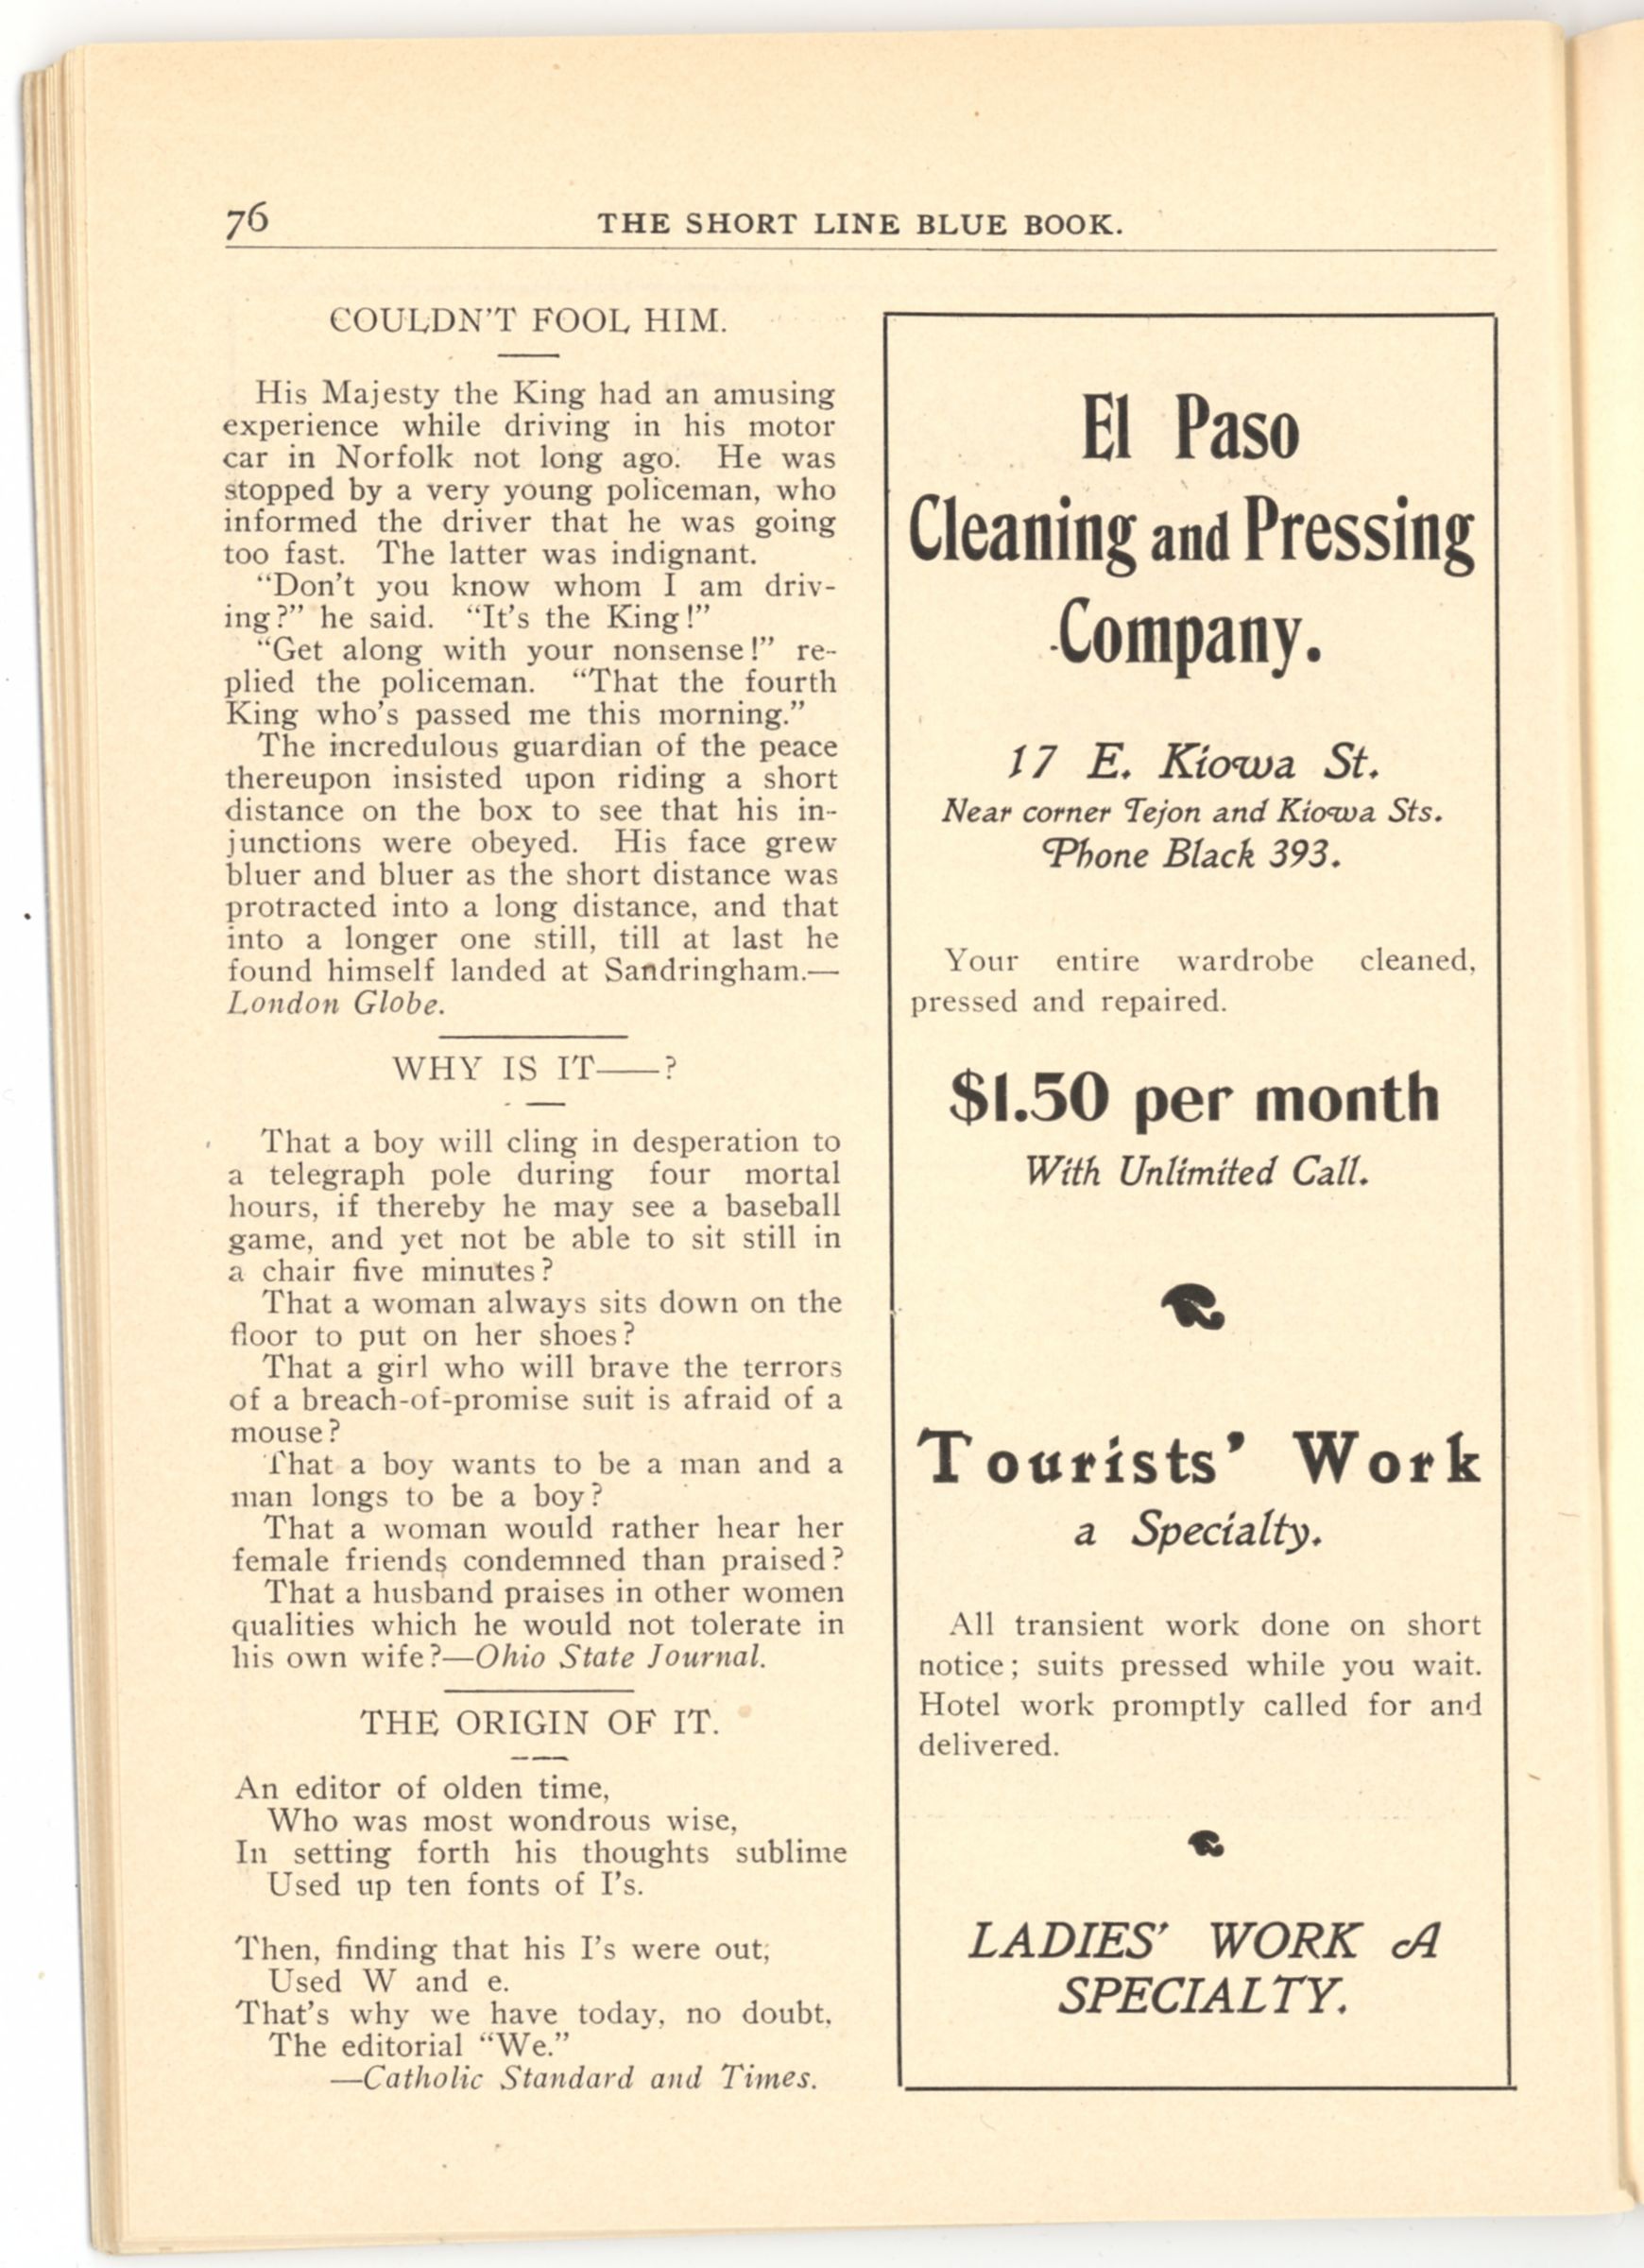 76
THE SHORT LINE BLUE BOOK.
COULDN'T FOOL HIM.
His Majesty the King had an amusing
experience while driving in his motor
car in Norfolk not long ago. He was
stopped by a very young policeman, who
informed the driver that he was going
too fast. The latter was indignant.
"Don't you know whom I am driv-
ing?" he said. "It's the King!"
"Get along with your nonsense!" re-
plied the policeman. "That the fourth
King who's passed me this morning."
The incredulous guardian of the peace
thereupon insisted upon riding a short
distance on the box to see that his in-
junctions were obeyed. His face grew
bluer and bluer as the short distance was
protracted into a long distance, and that
into a longer one still, till at last he
found himself landed at Sandringham.—
London Globe.
WHY IS IT——?
That a boy will cling in desperation to
a telegraph pole during four mortal
hours, if thereby he may see a baseball
game, and yet not be able to sit still in
a chair five minutes?
That a woman always sits down on the
floor to put on her shoes?
That a girl who will brave the terrors
of a breach-of-promise suit is afraid of a
mouse?
That a boy wants to be a man and a
man longs to be a boy?
That a woman would rather hear her
female friends condemned than praised?
That a husband praises in other women
qualities which he would not tolerate in
his own wife?—Ohio State Journal.
THE ORIGIN OF IT.
An editor of olden time,
Who was most wondrous wise,
In setting forth his thoughts sublime
Used up ten fonts of I's.
Then, finding that his I's were out,
Used W and e.
That's why we have today, no doubt,
The editorial "We."
—Catholic Standard and Times.
El Paso
Cleaning and Pressing
Company.
17 E. Kiowa St.
Near corner Tejon and Kiowa Sts.
Phone Black 393.
Your entire wardrobe cleaned,
pressed and repaired.
$1.50 per month
With Unlimited Call.
Tourists' Work
a Specialty.
All transient work done on short
notice; suits pressed while you wait.
Hotel work promptly called for and
delivered.
LADIES' WORK A
SPECIALTY.